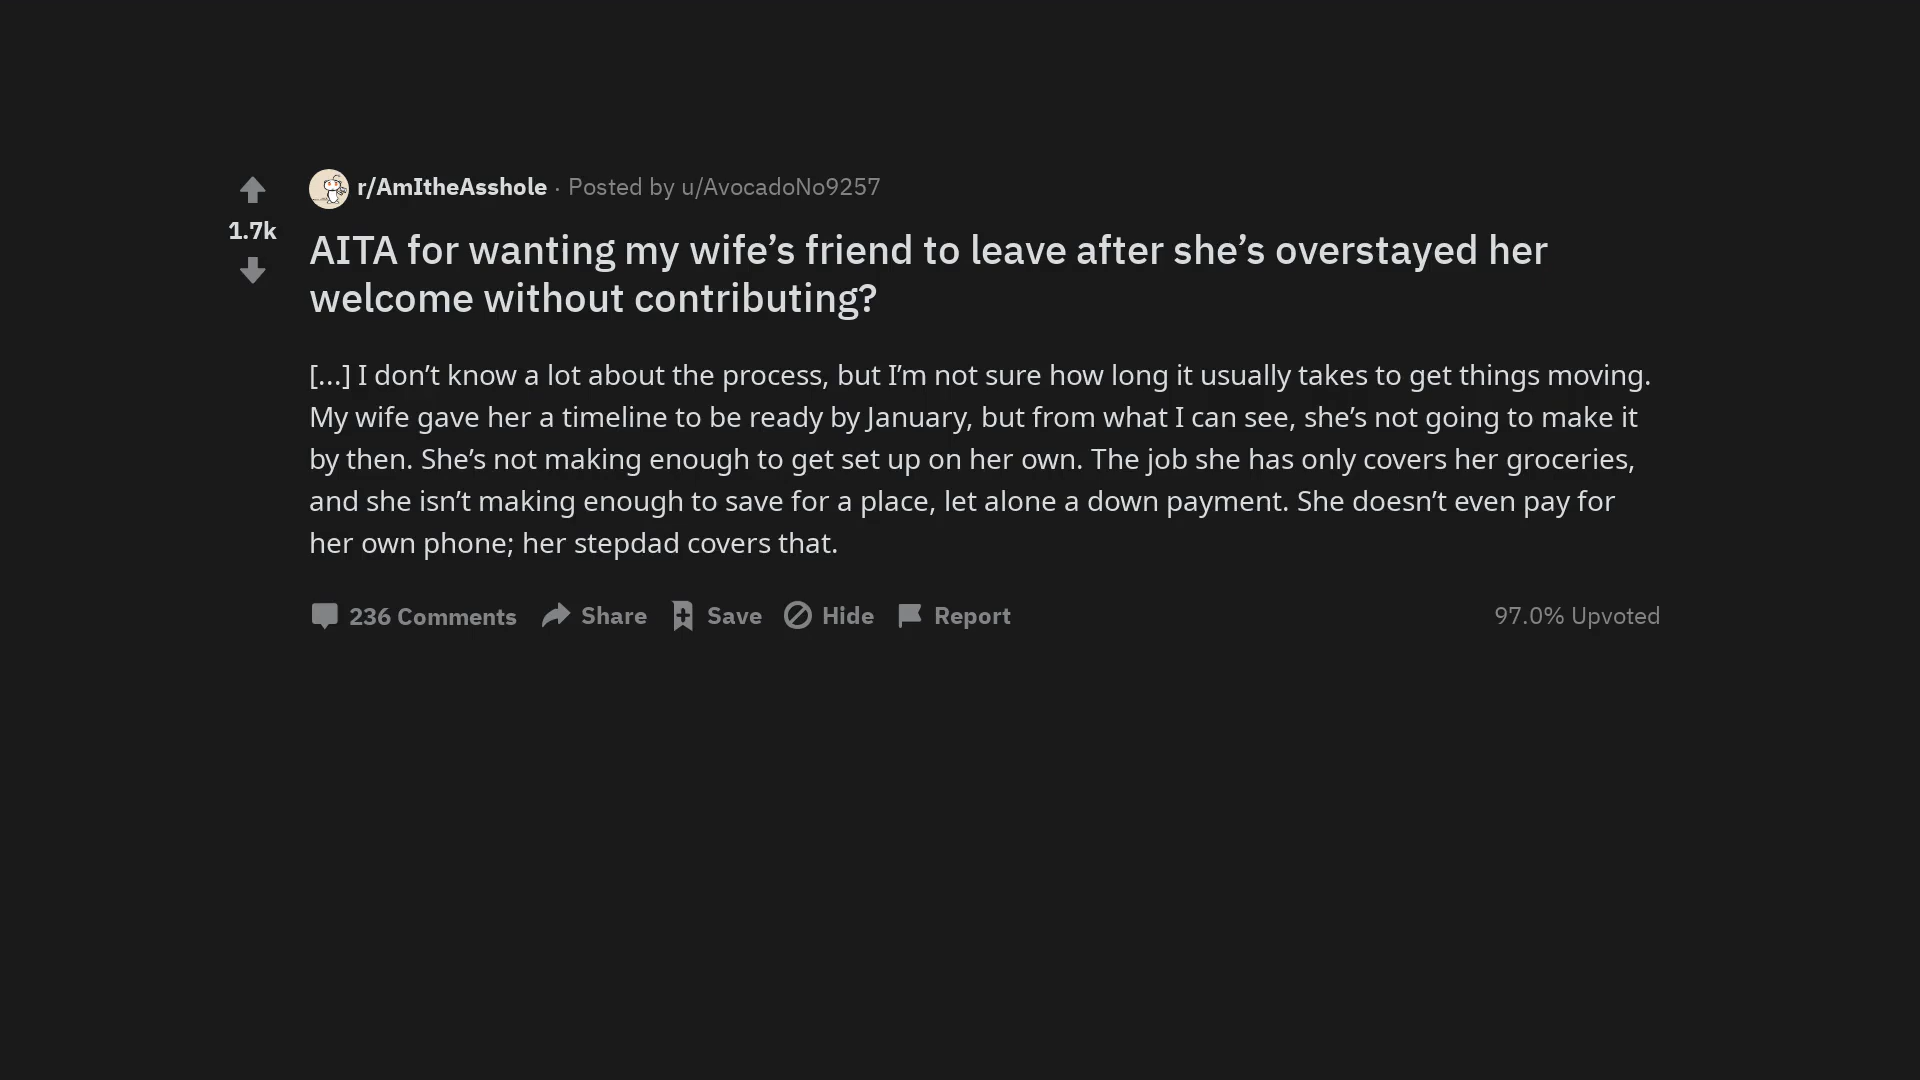 r/AmItheAsshole · Posted by u/AvocadoNo9257
1.7k
AITA for wanting my wife’s friend to leave after she’s overstayed her
welcome without contributing?
[...] I don’t know a lot about the process, but I’m not sure how long it usually takes to get things moving.
My wife gave her a timeline to be ready by January, but from what I can see, she’s not going to make it
by then. She’s not making enough to get set up on her own. The job she has only covers her groceries,
and she isn’t making enough to save for a place, let alone a down payment. She doesn’t even pay for
her own phone; her stepdad covers that.
236 Comments Share Save Hide Report 97.0% Upvoted